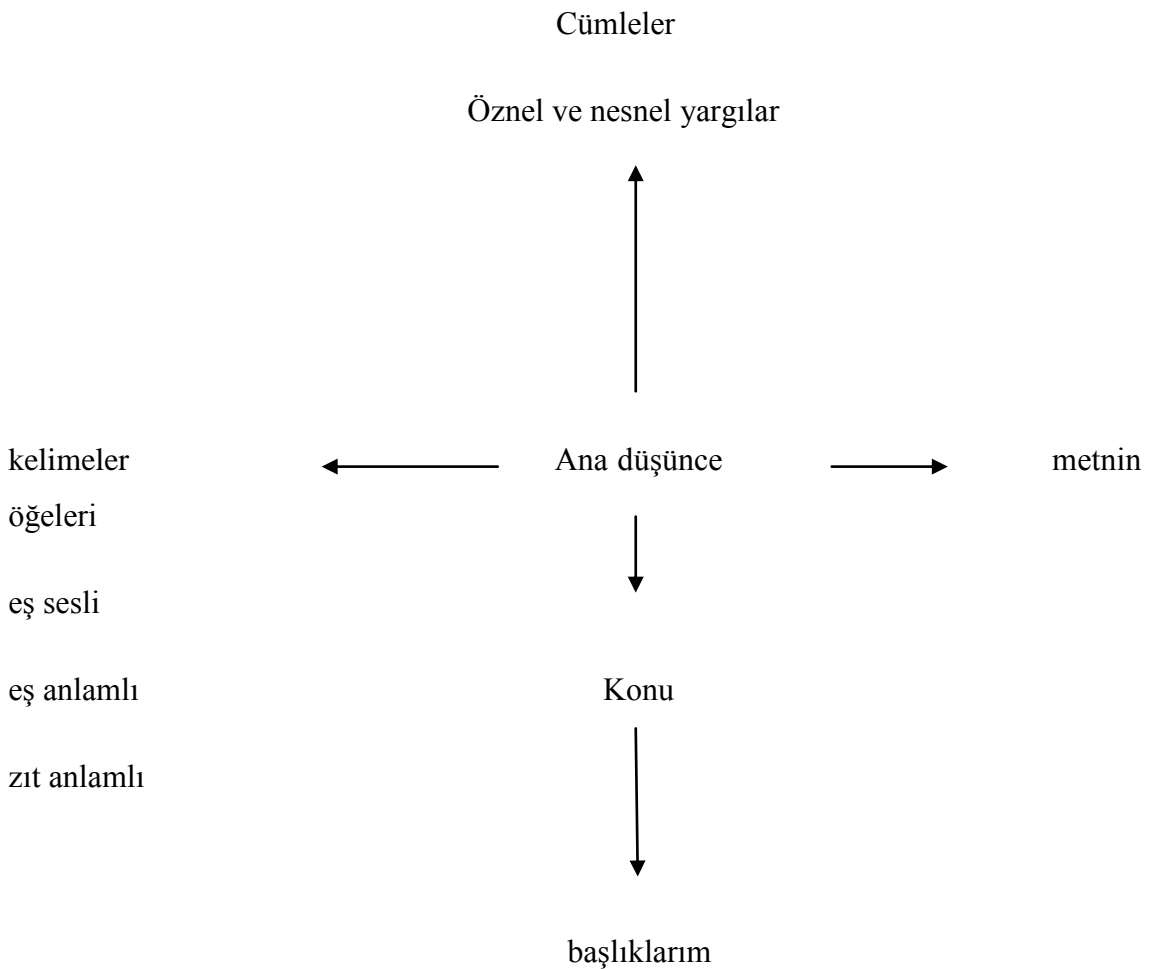 Cümleler
Öznel ve nesnel yargılar
kelimeler Ana düşünce metnin
öğeleri
eş sesli
eş anlamlı Konu
zıt anlamlı
başlıklarım